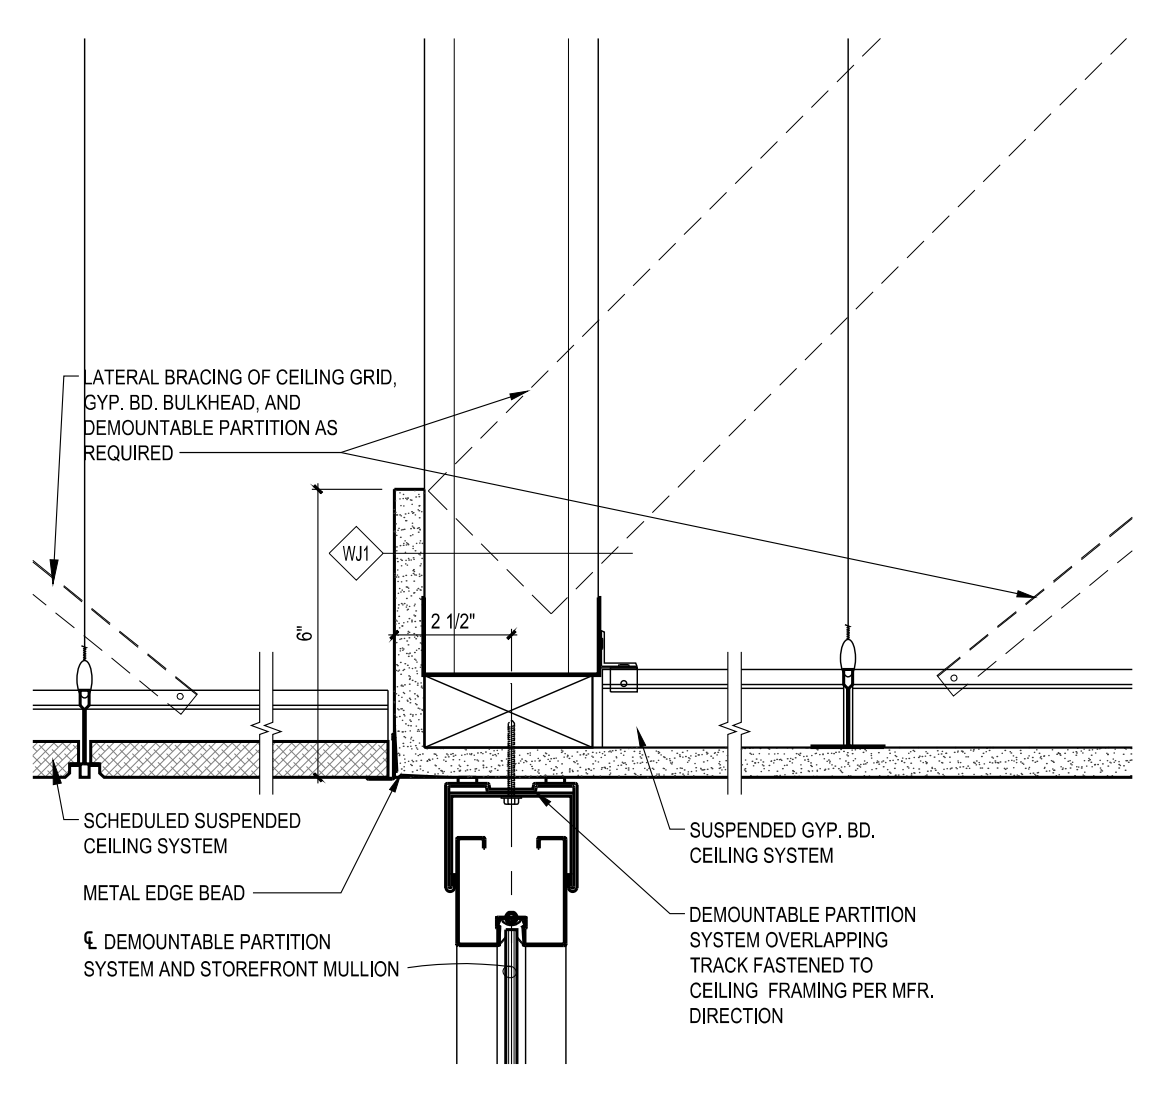 LATERAL BRACING OF CEILING GRID,
GYP. BD. BULKHEAD, AND
DEMOUNTABLE PARTITION AS
REQUIRED
WJ1
6"
2 1/2"
SCHEDULED SUSPENDED
CEILING SYSTEM
METAL EDGE BEAD
℄ DEMOUNTABLE PARTITION
SYSTEM AND STOREFRONT MULLION
SUSPENDED GYP. BD.
CEILING SYSTEM
DEMOUNTABLE PARTITION
SYSTEM OVERLAPPING
TRACK FASTENED TO
CEILING FRAMING PER MFR.
DIRECTION